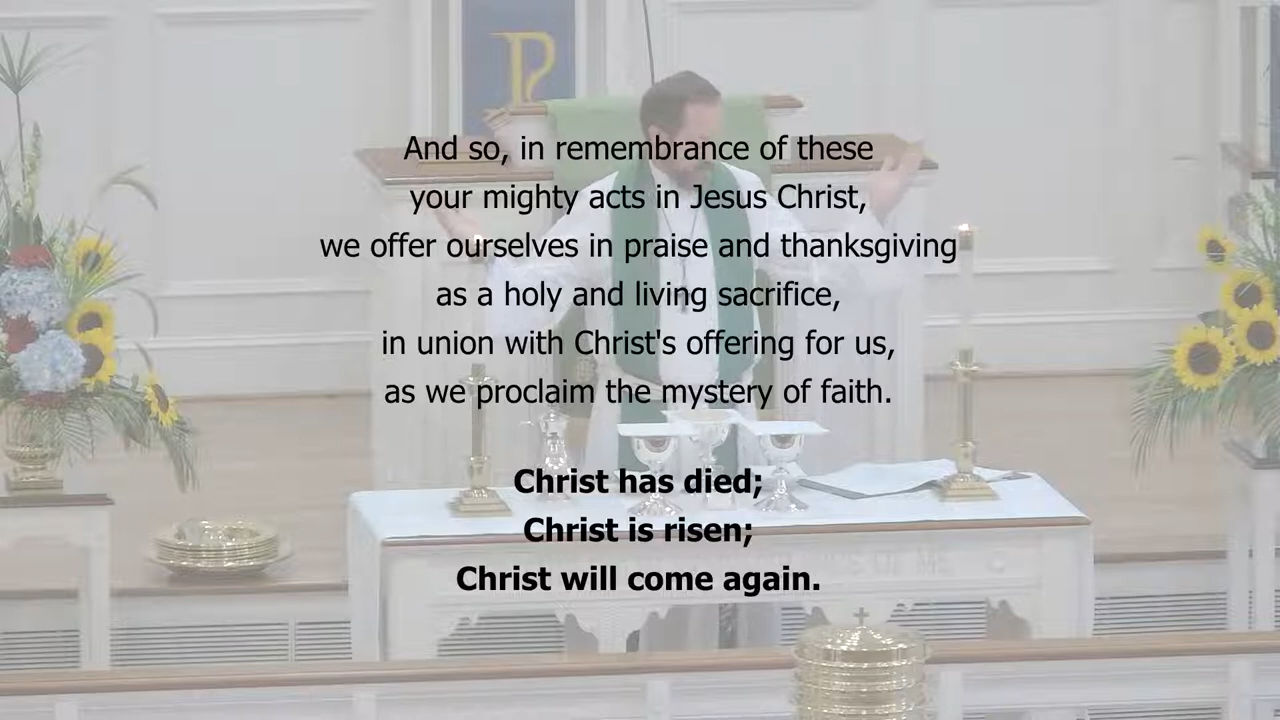 And so, in remembrance of these
your mighty acts in Jesus Christ,
we offer ourselves in praise and thanksgiving
as a holy and living sacrifice,
in union with Christ's offering for us,
as we proclaim the mystery of faith.
Christ has died;
Christ is risen;
Christ will come again.
OF ME